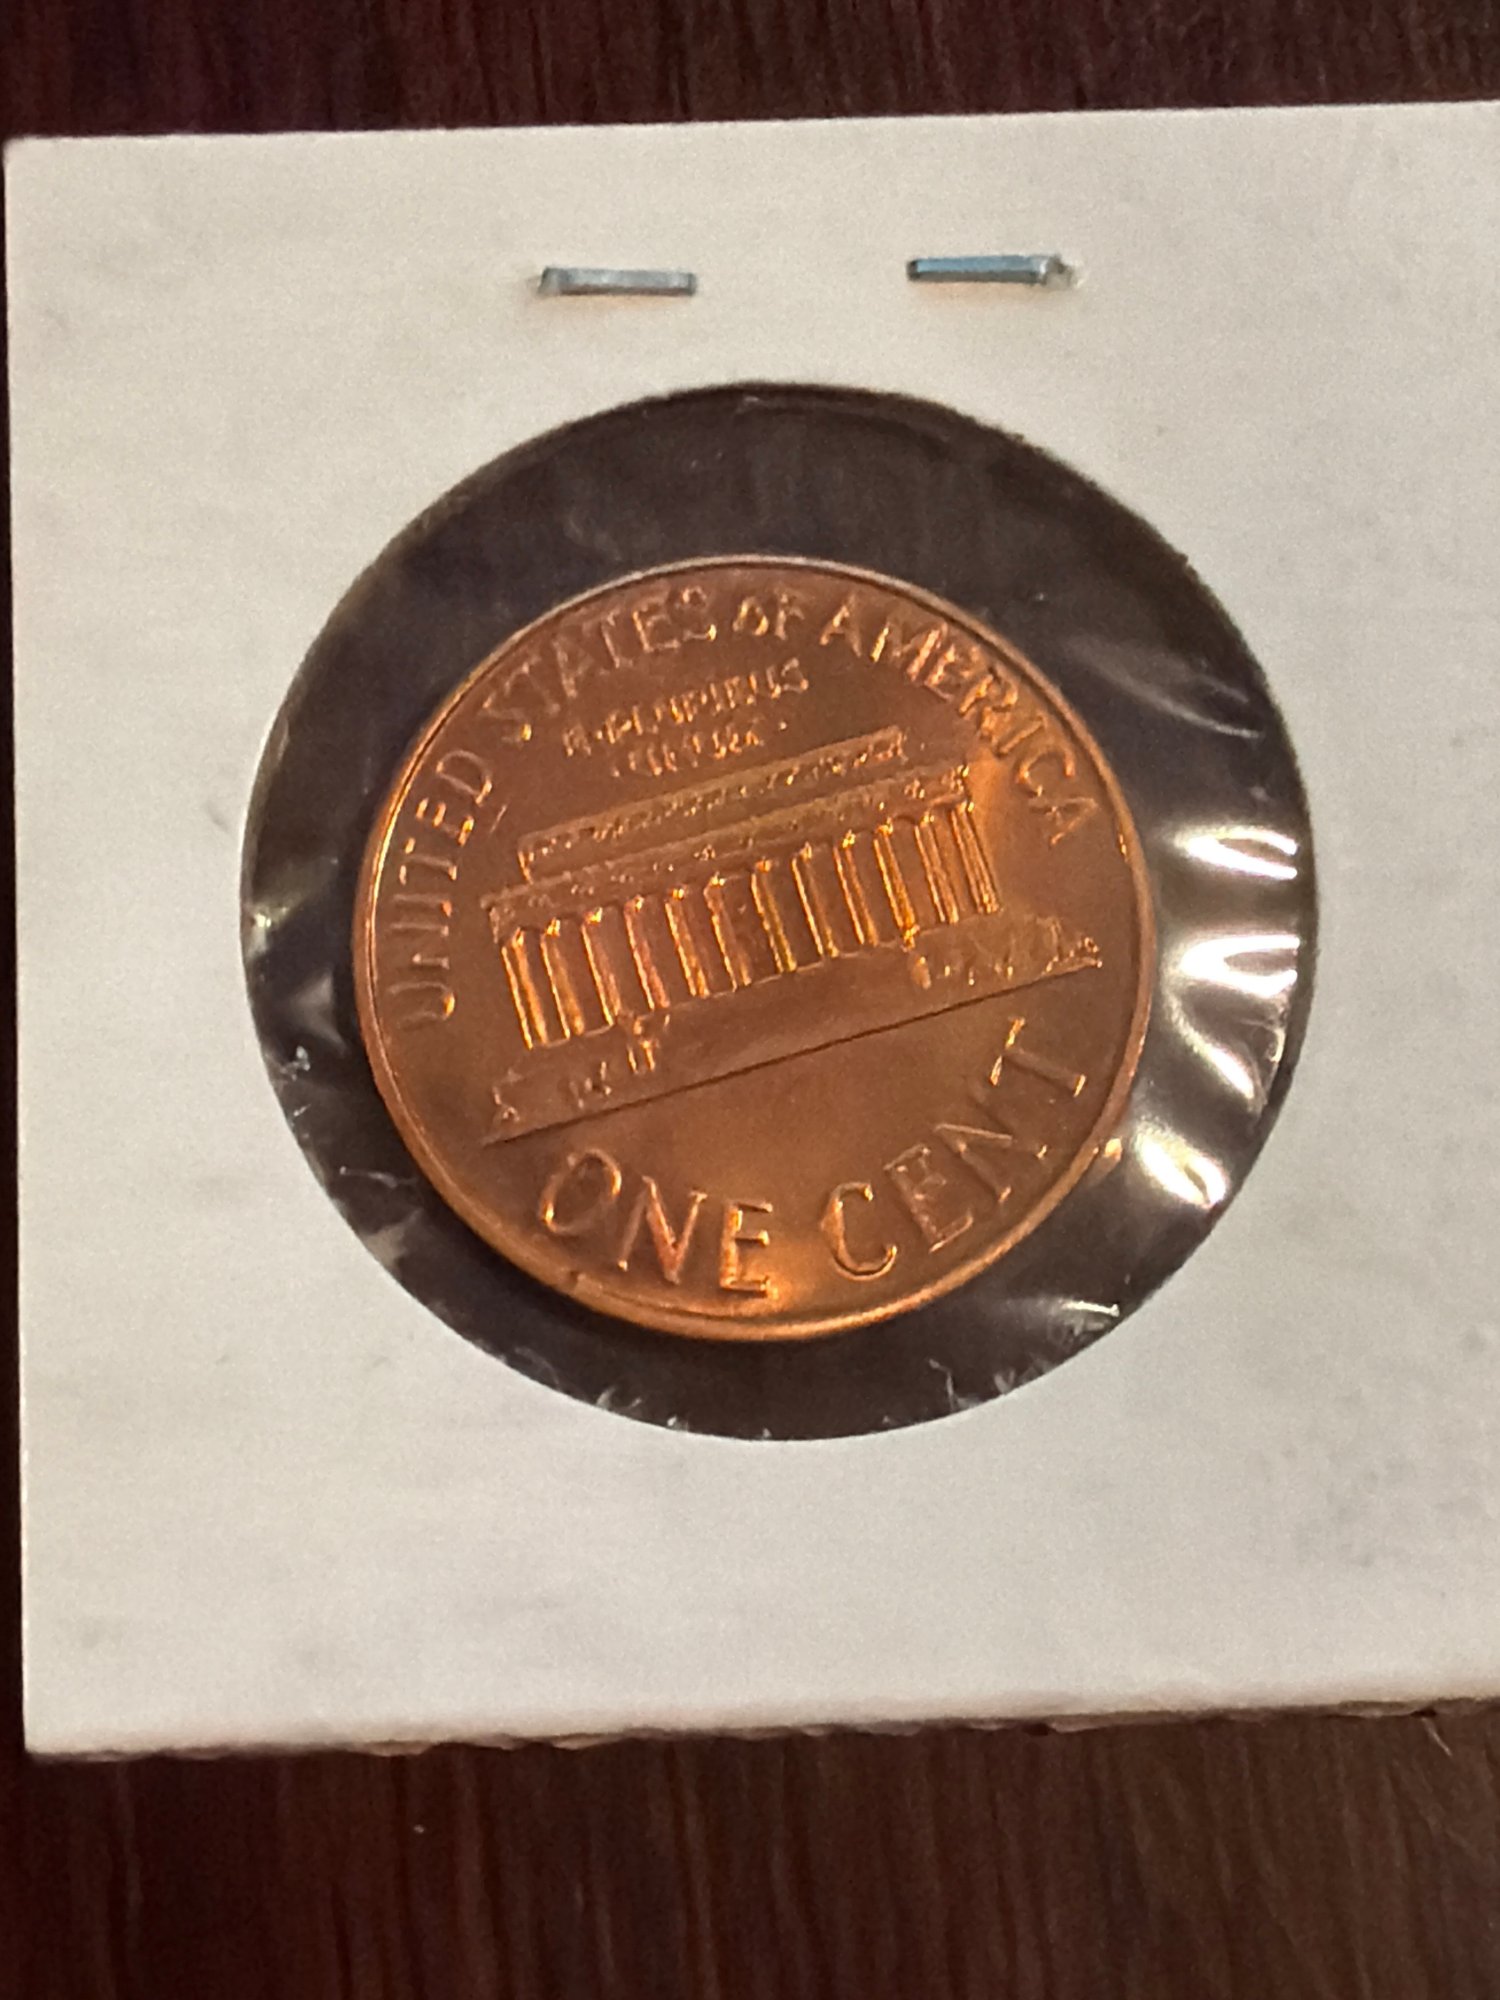 UNITED STATES OF AMERICA
E·PLURIBUS
UNUM
ONE CENT